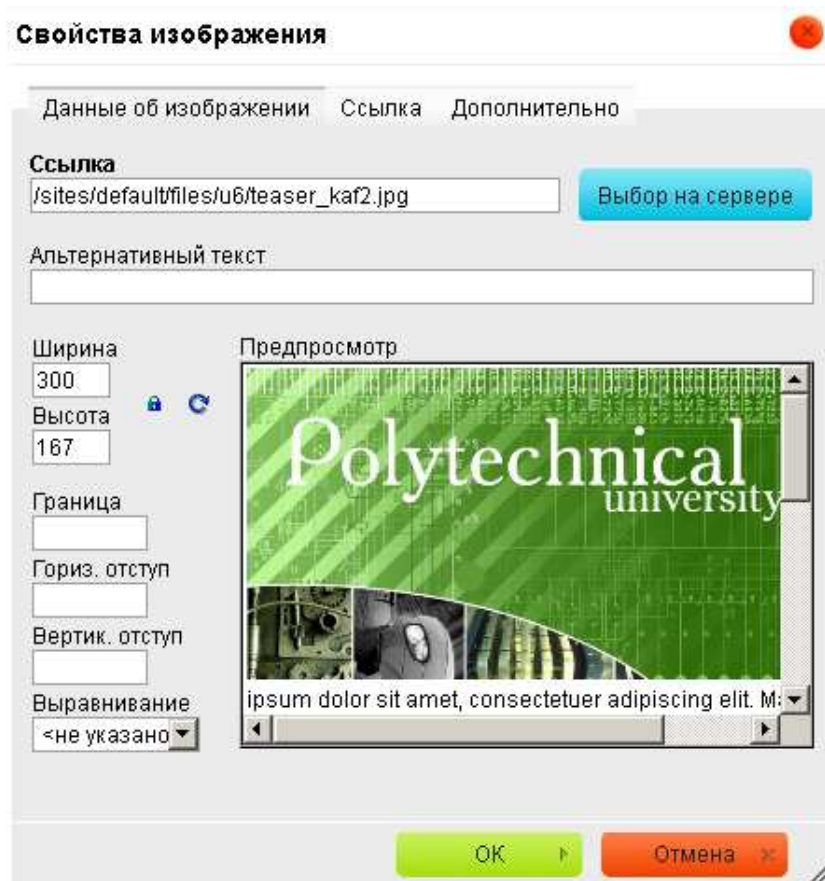 Свойства изображения
Данные об изображении Ссылка Дополнительно
Ссылка
/sites/default/files/u6/teaser_kaf2.jpg Выбор на сервере
Альтернативный текст
Ширина
300
Высота
167
Граница
Гориз. отступ
Вертик. отступ
Выравнивание
<не указано
Предпросмотр
Polytechnical
university
ipsum dolor sit amet, consectetuer adipiscing elit.
ОК Отмена